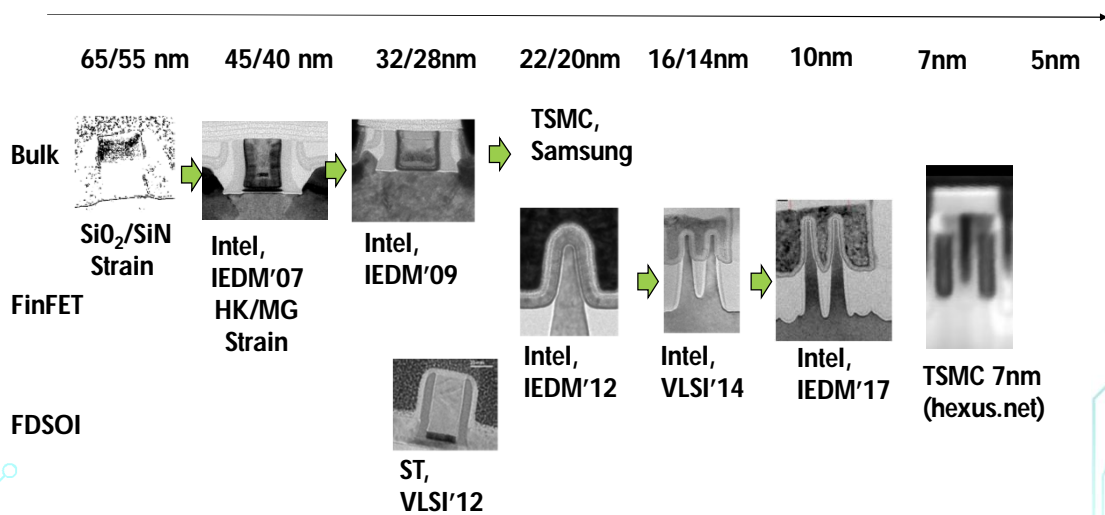 65/55 nm
45/40 nm
32/28nm
22/20nm
16/14nm
10nm
7nm
5nm
Bulk
TSMC,
Samsung
SiO₂/SiN
Strain
Intel,
IEDM'07
HK/MG
Strain
Intel,
IEDM'09
FinFET
Intel,
IEDM'12
Intel,
VLSI'14
Intel,
IEDM'17
TSMC 7nm
(hexus.net)
FDSOI
ST,
VLSI'12